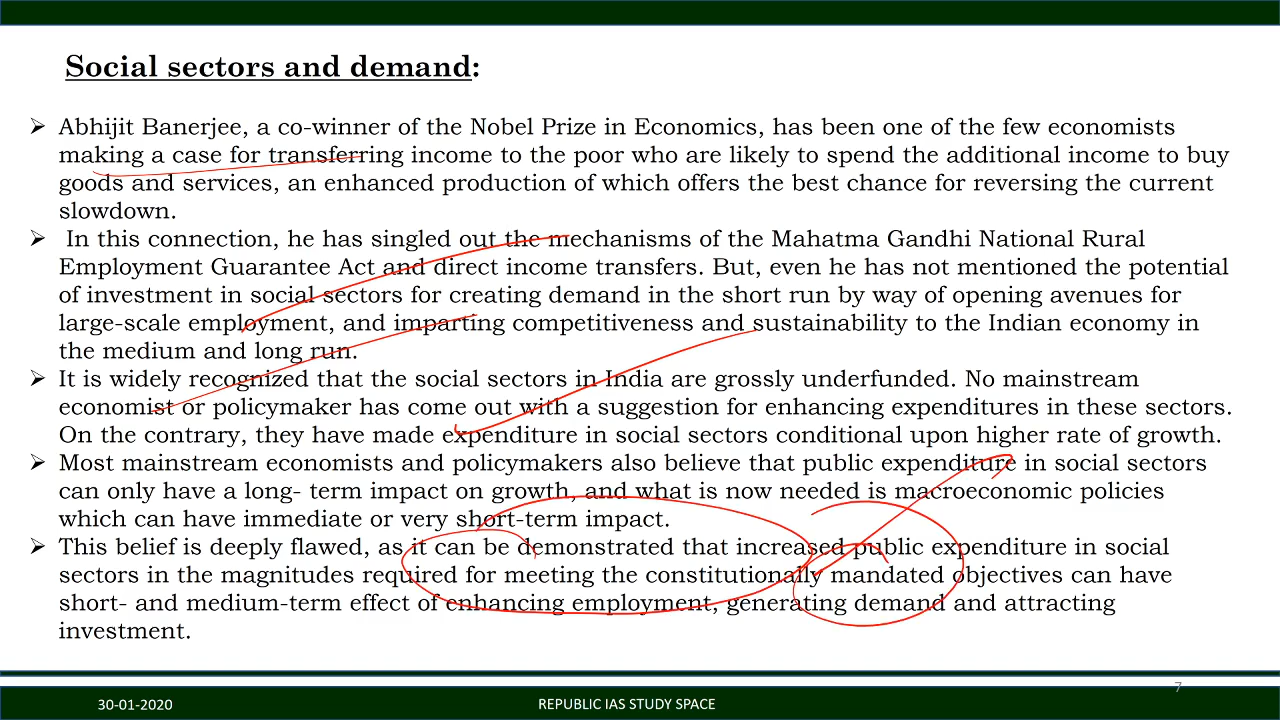 Social sectors and demand:
➢ Abhijit Banerjee, a co-winner of the Nobel Prize in Economics, has been one of the few economists
making a case for transferring income to the poor who are likely to spend the additional income to buy
goods and services, an enhanced production of which offers the best chance for reversing the current
slowdown.
➢ In this connection, he has singled out the mechanisms of the Mahatma Gandhi National Rural
Employment Guarantee Act and direct income transfers. But, even he has not mentioned the potential
of investment in social sectors for creating demand in the short run by way of opening avenues for
large-scale employment, and imparting competitiveness and sustainability to the Indian economy in
the medium and long run.
➢ It is widely recognized that the social sectors in India are grossly underfunded. No mainstream
economist or policymaker has come out with a suggestion for enhancing expenditures in these sectors.
On the contrary, they have made expenditure in social sectors conditional upon higher rate of growth.
➢ Most mainstream economists and policymakers also believe that public expenditure in social sectors
can only have a long- term impact on growth, and what is now needed is macroeconomic policies
which can have immediate or very short-term impact.
➢ This belief is deeply flawed, as it can be demonstrated that increased public expenditure in social
sectors in the magnitudes required for meeting the constitutionally mandated objectives can have
short- and medium-term effect of enhancing employment, generating demand and attracting
investment.
7
30-01-2020
REPUBLIC IAS STUDY SPACE